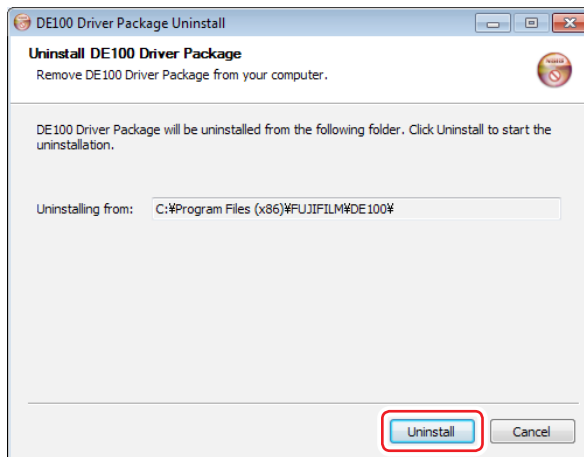 DE100 Driver Package Uninstall
Uninstall DE100 Driver Package
Remove DE100 Driver Package from your computer.
DE100 Driver Package will be uninstalled from the following folder. Click Uninstall to start the
uninstallation.
Uninstalling from: C:¥Program Files (x86)¥FUJIFILM¥DE100¥
Uninstall Cancel